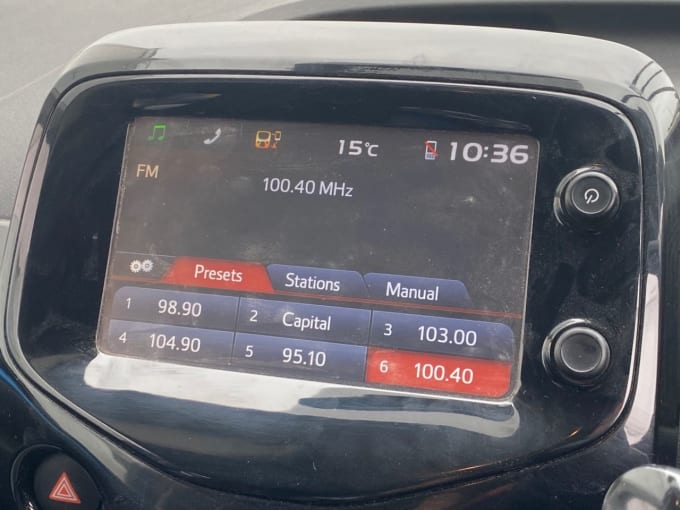 15°C 10:36
FM
100.40 MHz
Presets Stations Manual
1 98.90 2 Capital 3 103.00
4 104.90 5 95.10 6 100.40